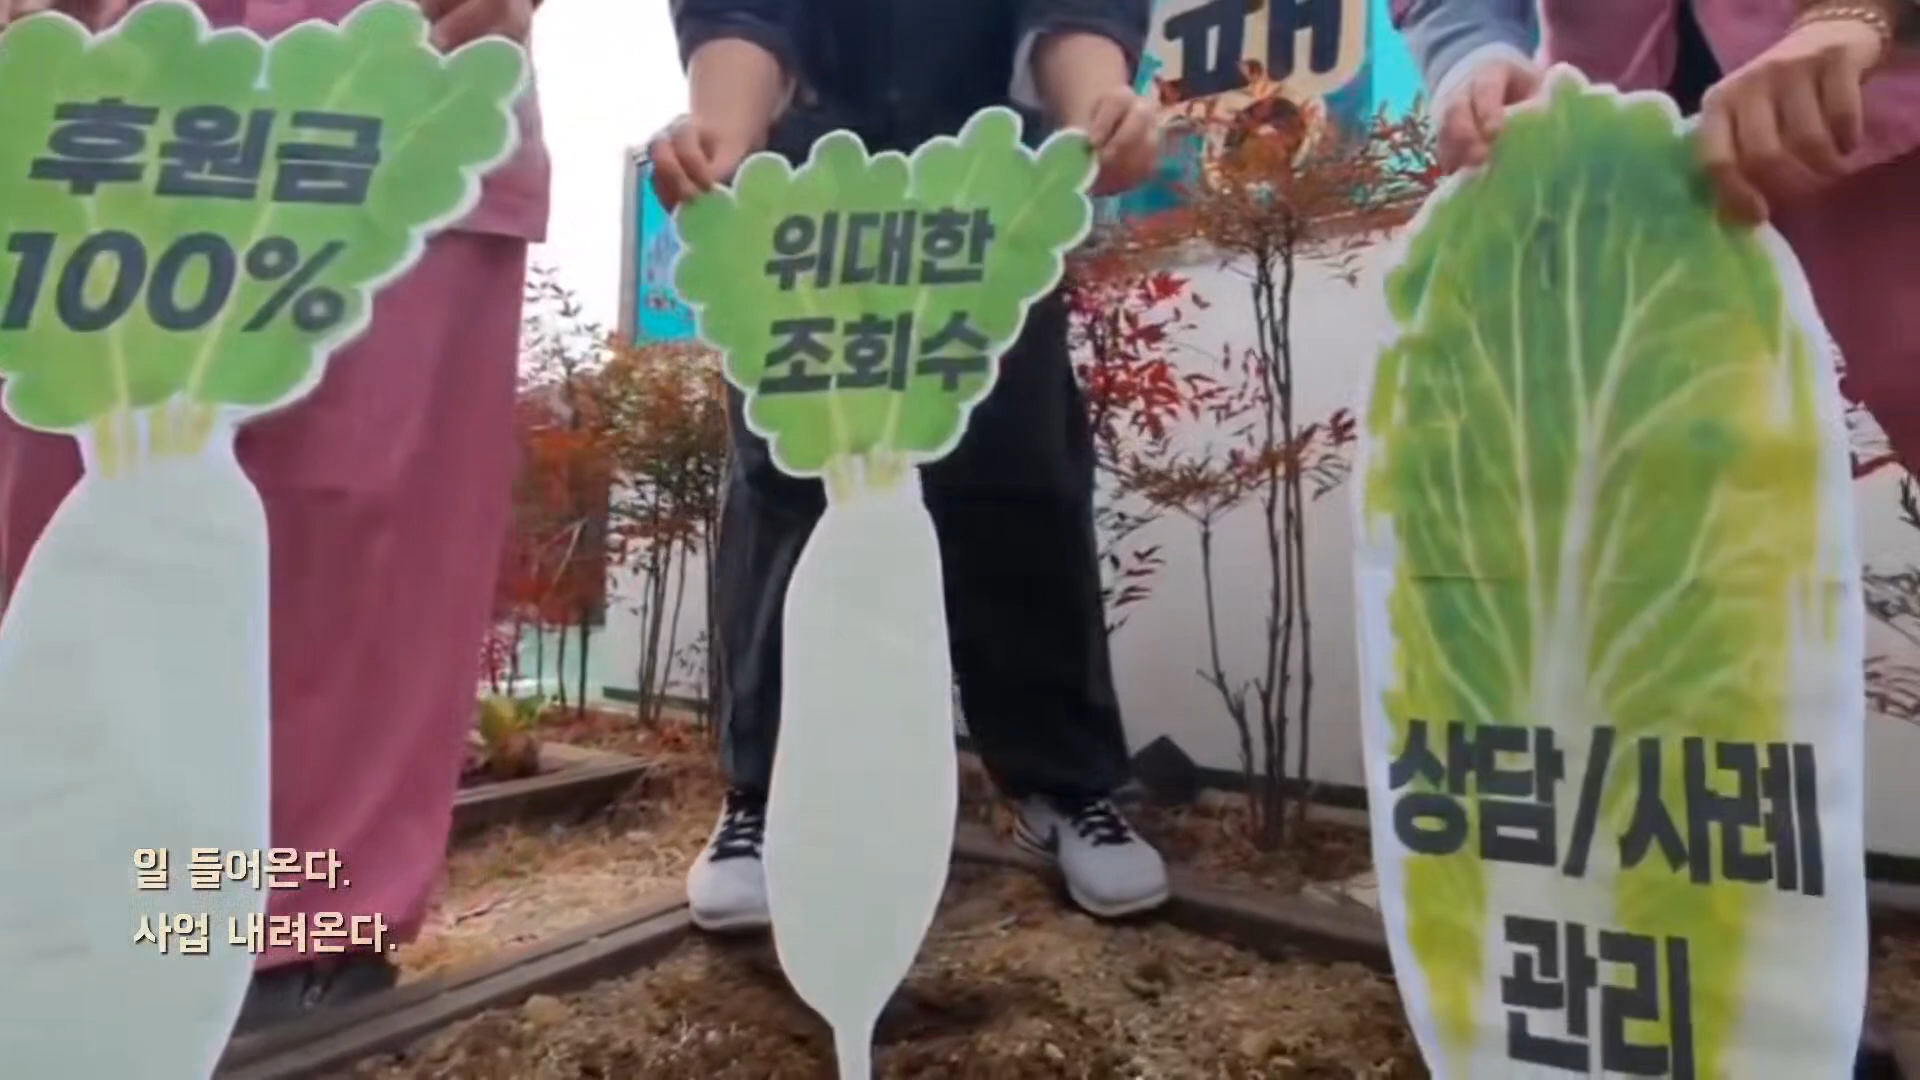 패
후원금
100%
위대한
조회수
상담/사례
관리
일 들어온다.
사업 내려온다.